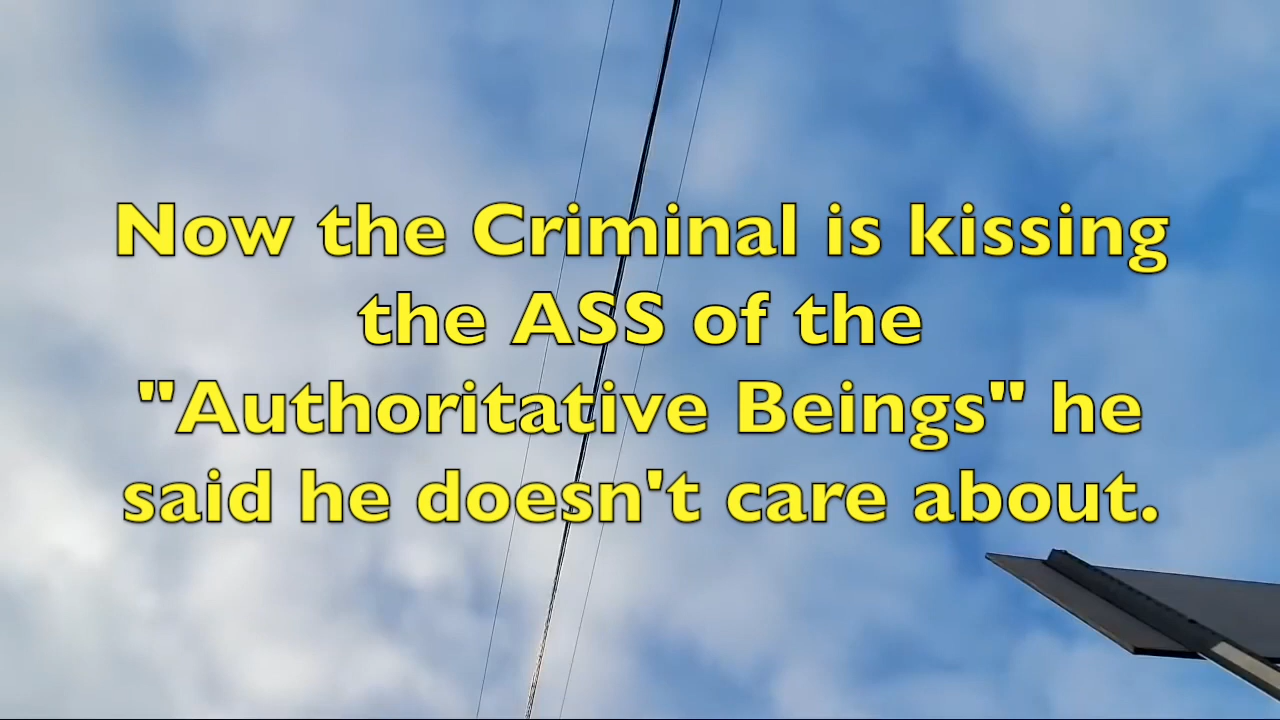 Now the Criminal is kissing
the ASS of the
"Authoritative Beings" he
said he doesn't care about.